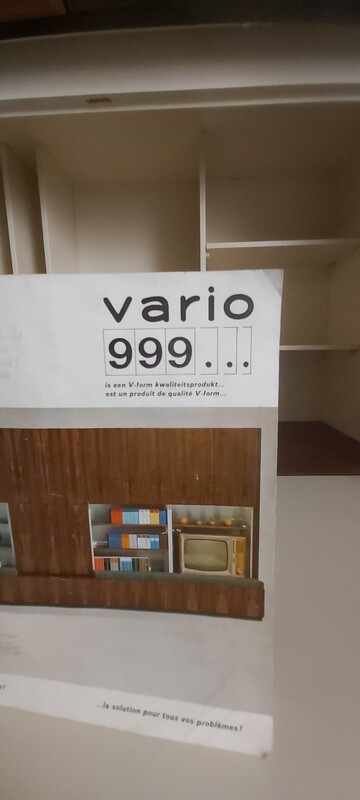 vario
999...
is een V-form kwaliteitsprodukt...
est un produit de qualité V-form...
...la solution pour tous vos problèmes!